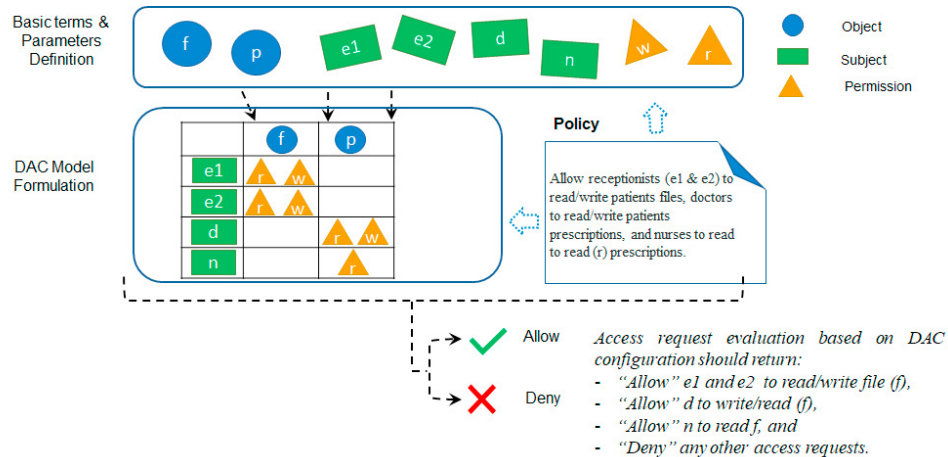 Basic terms &
Parameters
Definition
f
p
e1
e2
d
n
w
r
Object
Subject
Permission
DAC Model
Formulation
f p
e1 r w
e2 r w
d r w
n r
Policy
Allow receptionists (e1 & e2) to
read/write patients files, doctors
to read/write patients
prescriptions, and nurses to read
to read (r) prescriptions.
Allow
Deny
Access request evaluation based on DAC
configuration should return:
- “Allow” e1 and e2 to read/write file (f),
- “Allow” d to write/read (f),
- “Allow” n to read f, and
- “Deny” any other access requests.